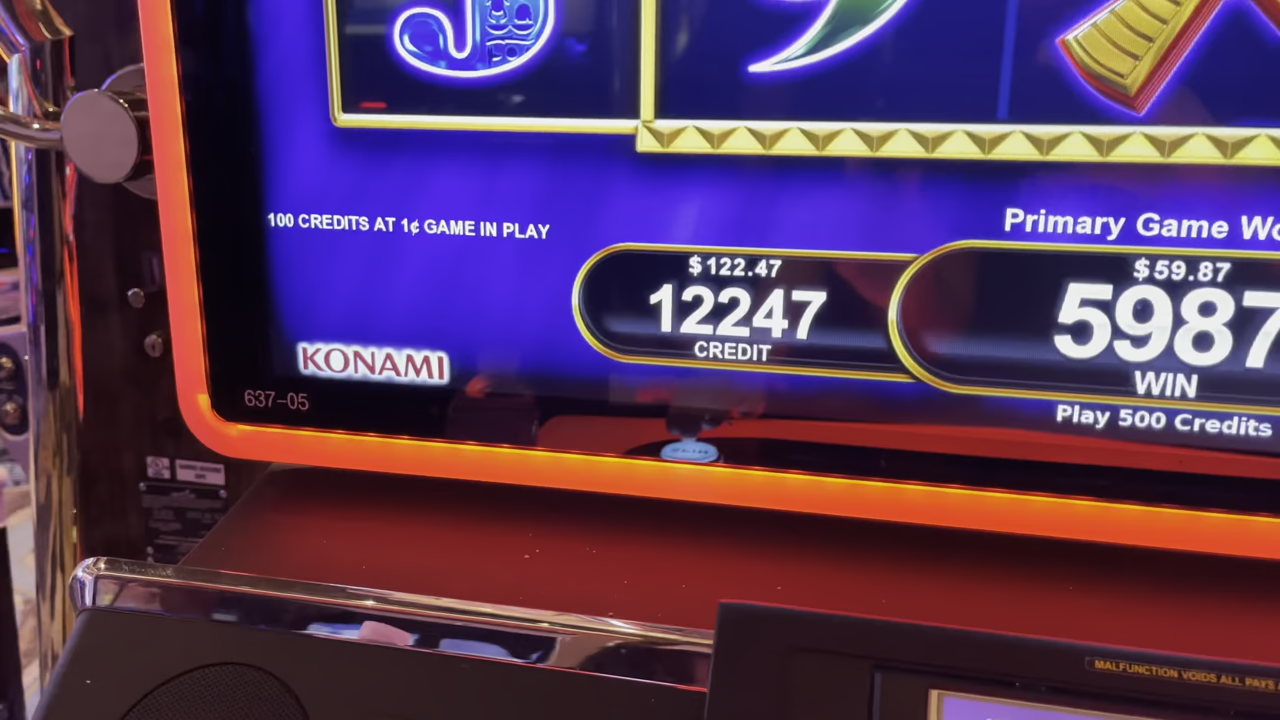 100 CREDITS AT 1¢ GAME IN PLAY
Primary Game
$122.47
12247
CREDIT
$59.87
5987
WIN
Play 500 Credits
KONAMI
637-05
MALFUNCTION VOIDS ALL PAYS